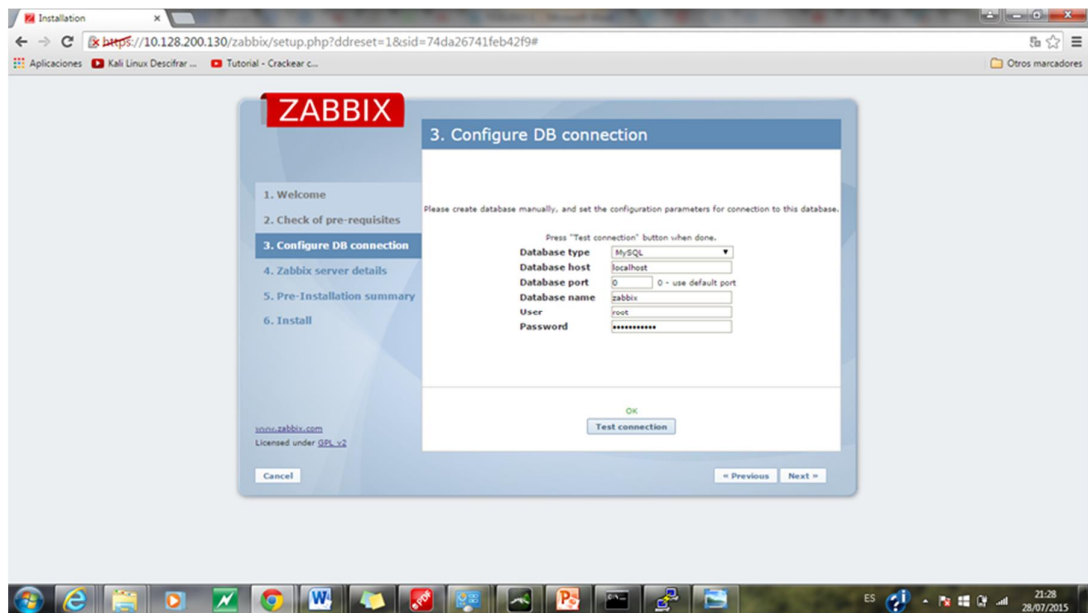 Installation
https://10.128.200.130/zabbix/setup.php?ddreset=1&sid=74da26741feb42f9#
Aplicaciones Kali Linux Descifrar ... Tutorial - Crackear c... Otros marcadores
ZABBIX
3. Configure DB connection
1. Welcome
2. Check of pre-requisites
3. Configure DB connection
4. Zabbix server details
5. Pre-Installation summary
6. Install
Please create database manually, and set the configuration parameters for connection to this database.
Press "Test connection" button when done.
Database type MySQL
Database host localhost
Database port 0 0 - use default port
Database name zabbix
User root
Password •••••••••••
OK
Test connection
www.zabbix.com
Licensed under GPL v2
Cancel
« Previous Next »
ES 21:28
28/07/2015